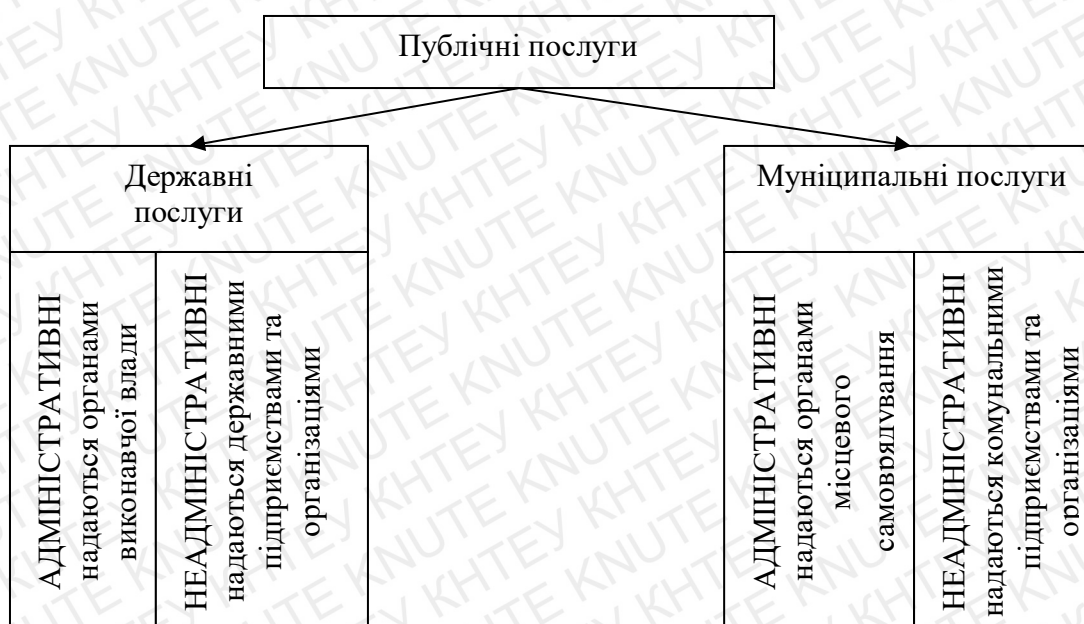 Публічні послуги
Державні
послуги
Муніципальні послуги
АДМІНІСТРАТИВНІ
надаються органами
виконавчої влади
НЕАДМІНІСТРАТИВНІ
надаються державними
підприємствами та
організаціями
АДМІНІСТРАТИВНІ
надаються органами
місцевого
самоврядування
НЕАДМІНІСТРАТИВНІ
надаються комунальними
підприємствами та
організаціями